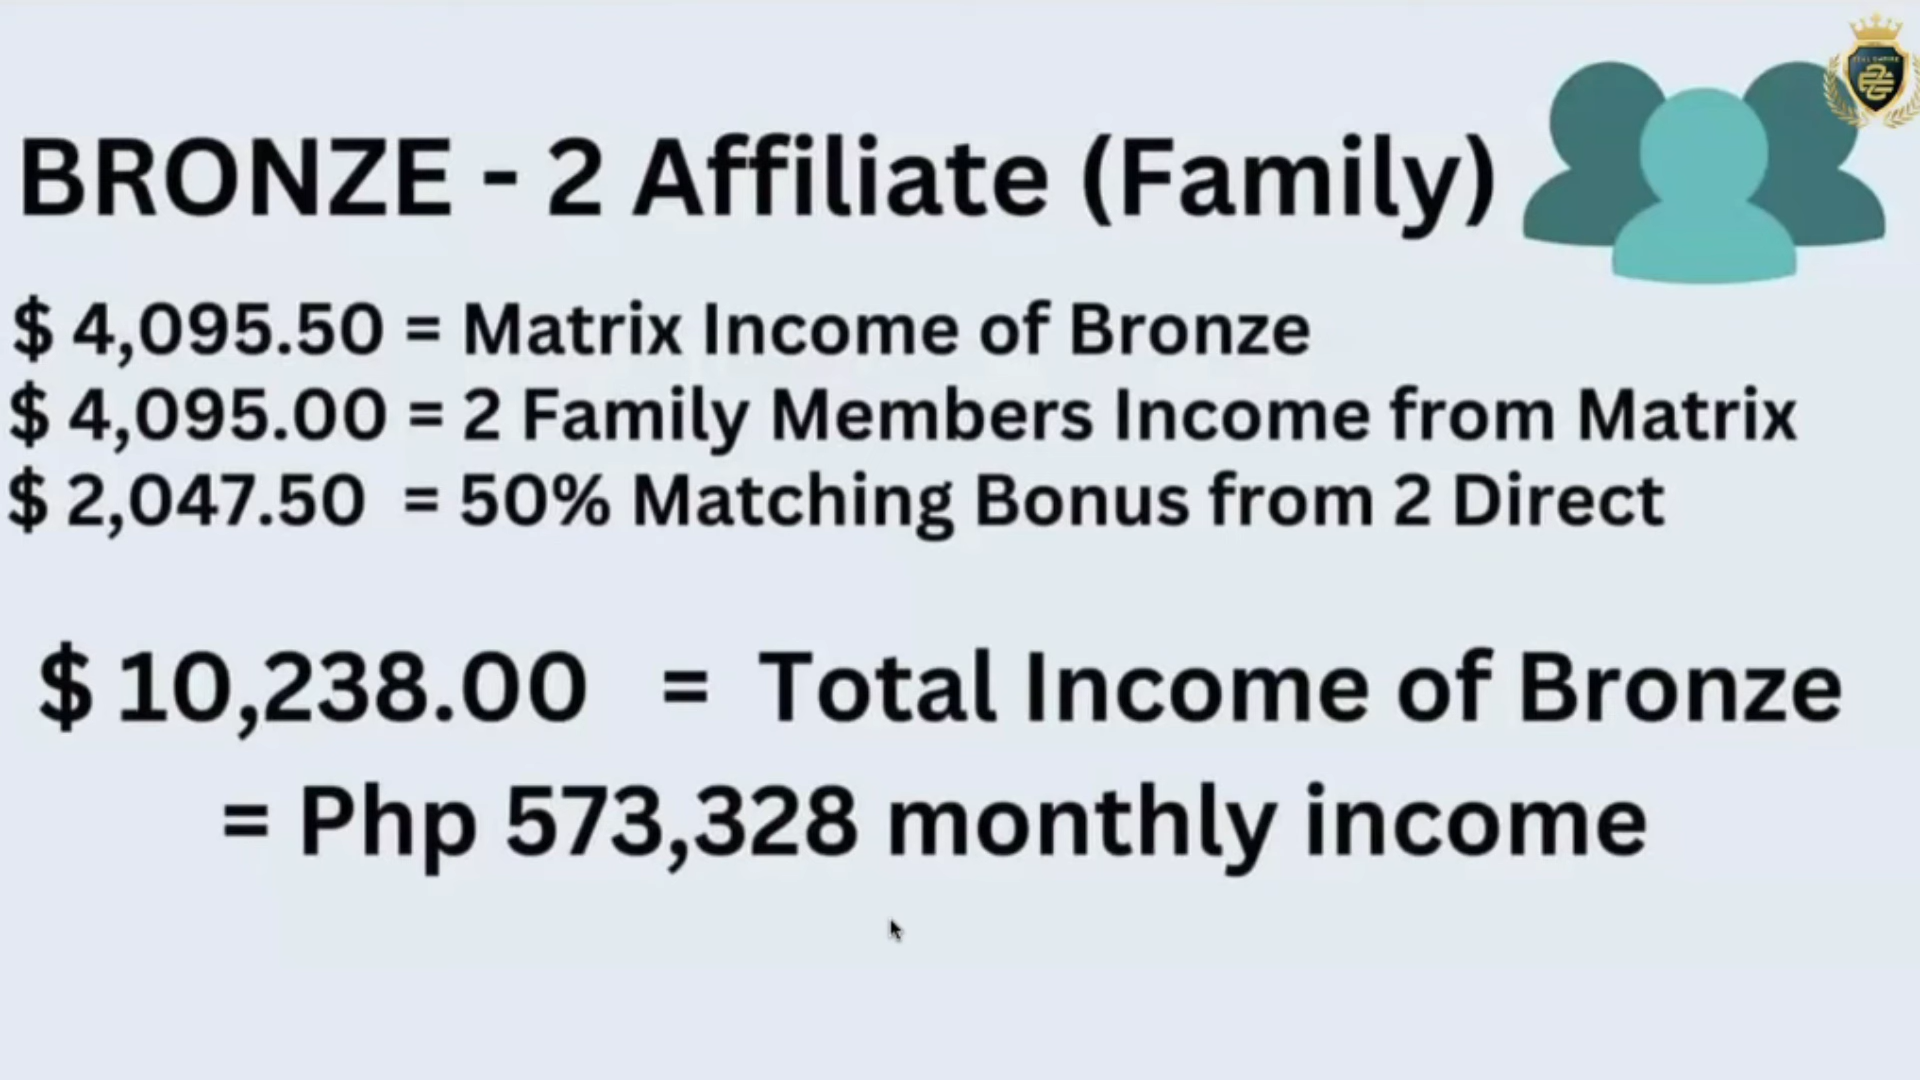 BRONZE - 2 Affiliate (Family)
$ 4,095.50 = Matrix Income of Bronze
$ 4,095.00 = 2 Family Members Income from Matrix
$ 2,047.50 = 50% Matching Bonus from 2 Direct
$ 10,238.00 = Total Income of Bronze
= Php 573,328 monthly income